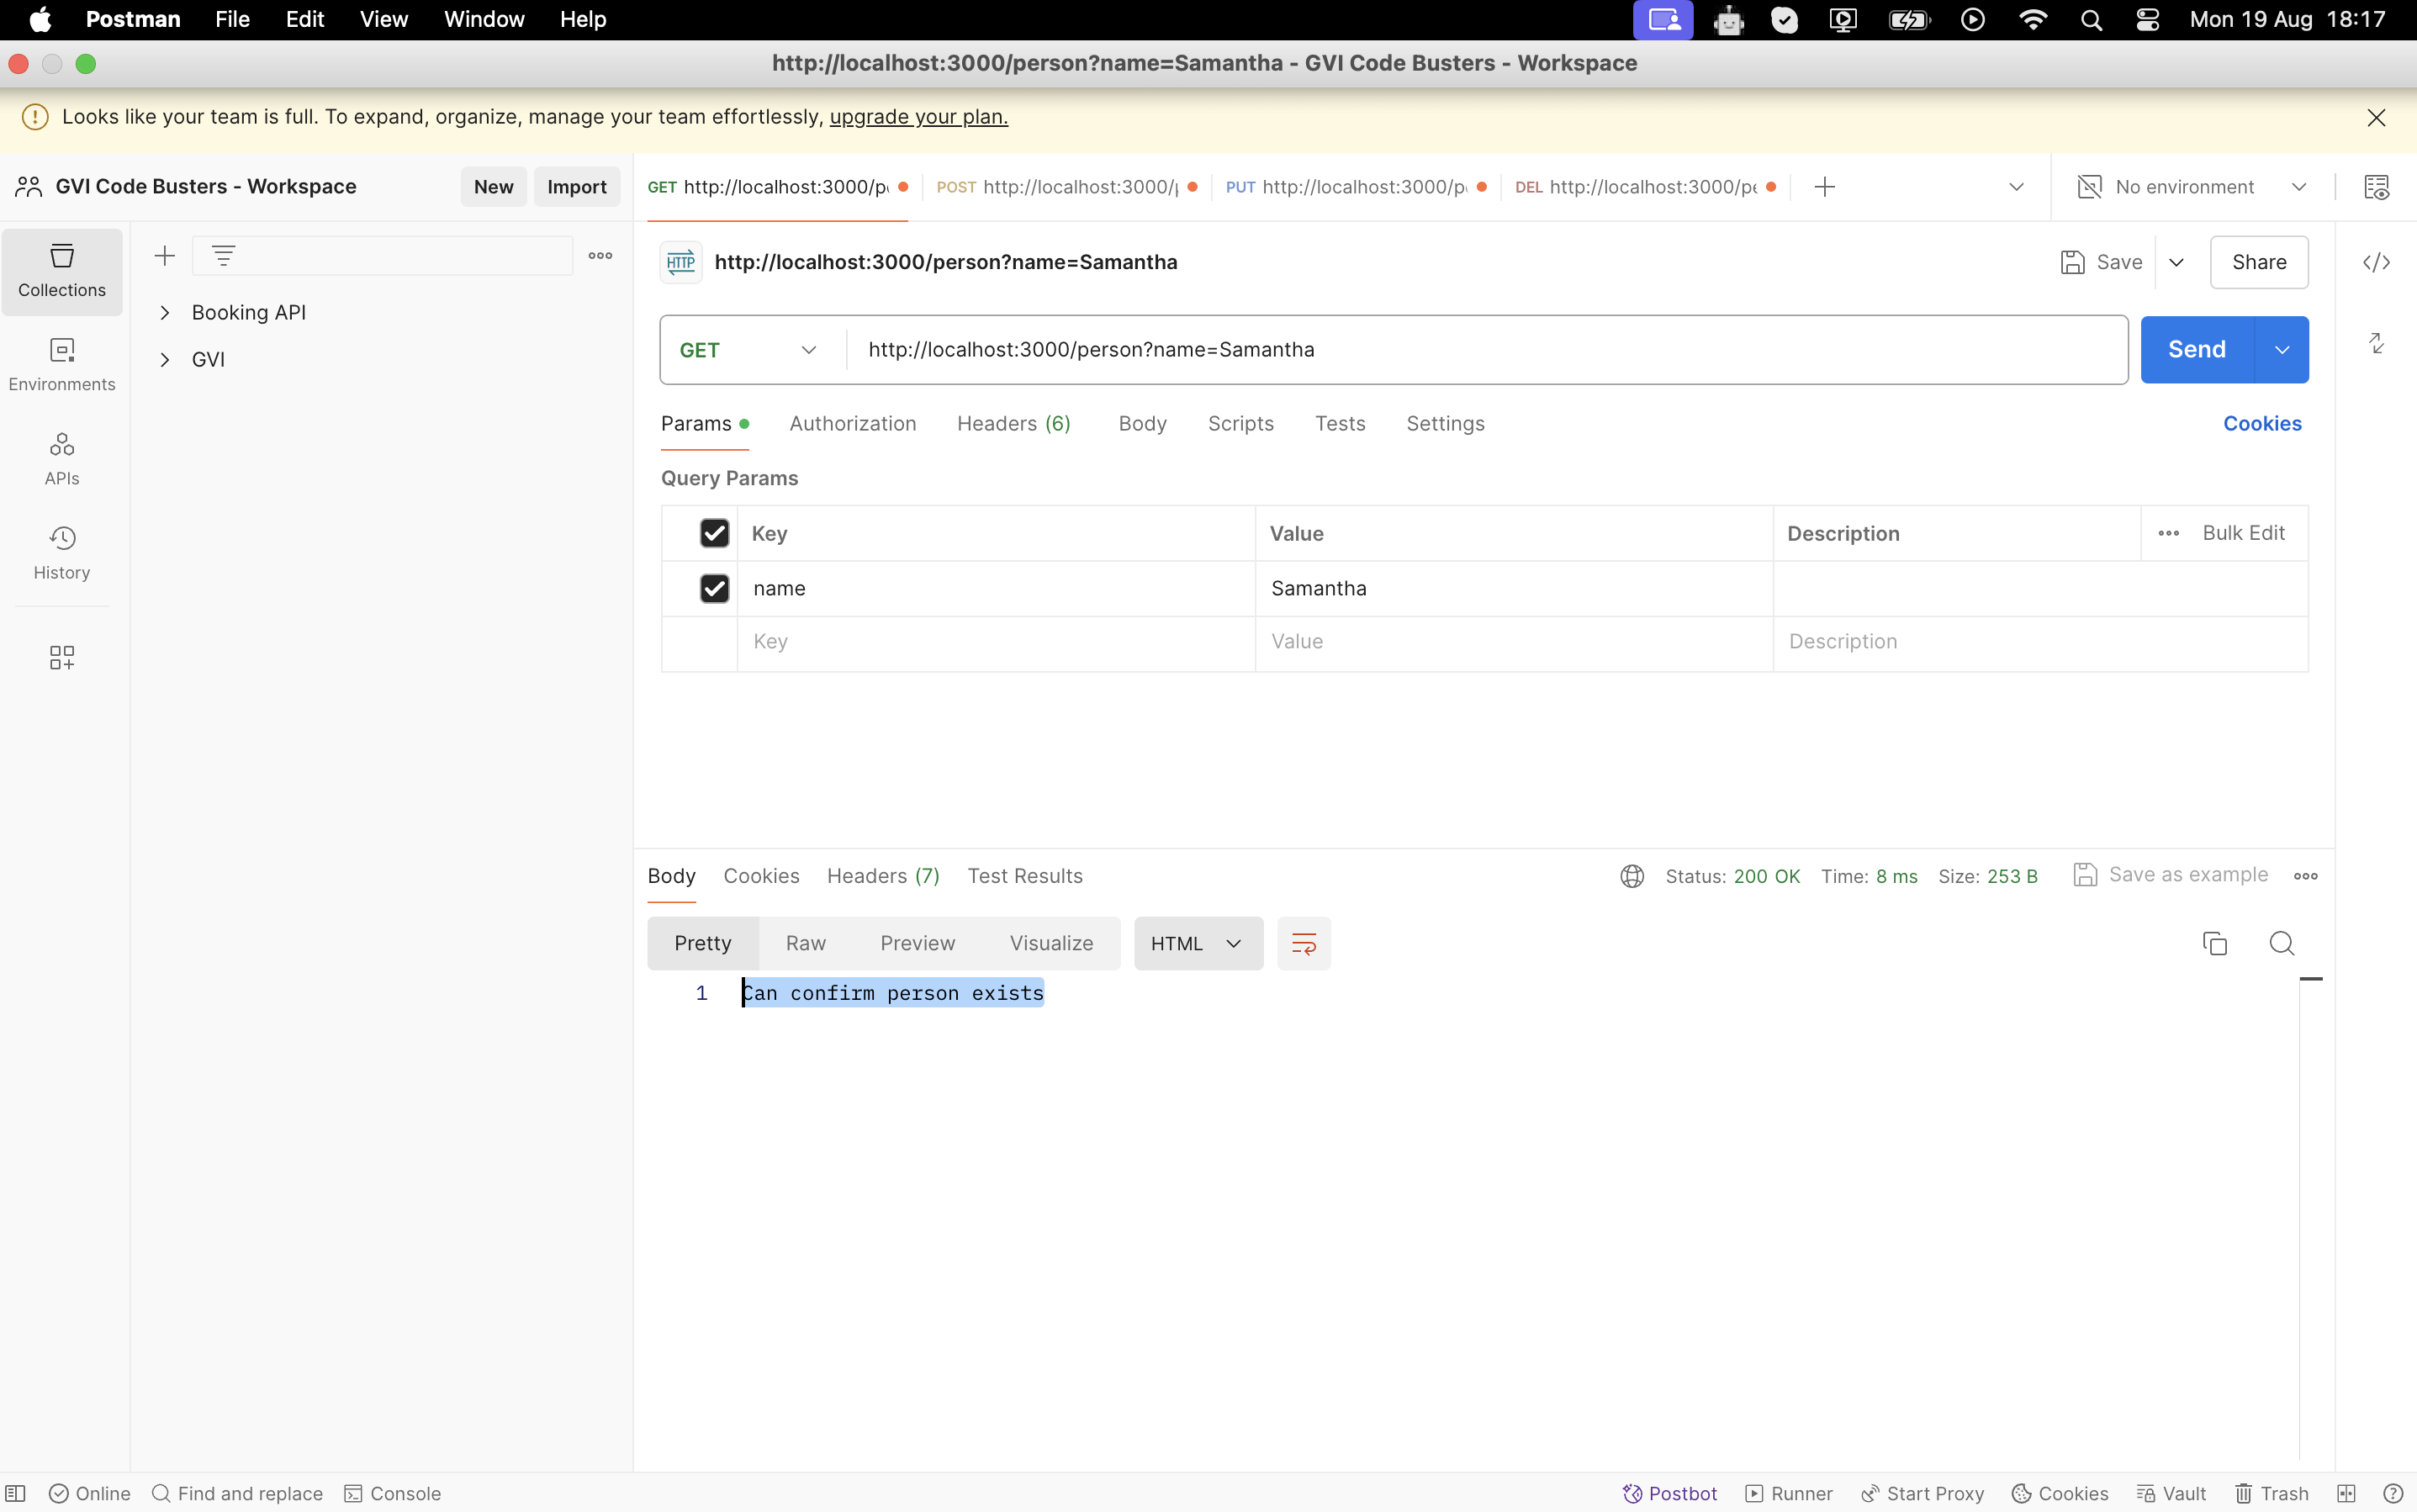 Postman File Edit View Window Help Mon 19 Aug 18:17
http://localhost:3000/person?name=Samantha - GVI Code Busters - Workspace
Looks like your team is full. To expand, organize, manage your team effortlessly, upgrade your plan.
GVI Code Busters - Workspace New Import
GET http://localhost:3000/p POST http://localhost:3000/ PUT http://localhost:3000/p DEL http://localhost:3000/pe No environment
Collections
Environments
APIs
History
Booking API
GVI
HTTP http://localhost:3000/person?name=Samantha Save Share
GET http://localhost:3000/person?name=Samantha Send
Params Authorization Headers (6) Body Scripts Tests Settings Cookies
Query Params
Key Value Description Bulk Edit
name Samantha
Key Value Description
Body Cookies Headers (7) Test Results Status: 200 OK Time: 8 ms Size: 253 B Save as example
Pretty Raw Preview Visualize HTML
1 Can confirm person exists
Online Find and replace Console Postbot Runner Start Proxy Cookies Vault Trash